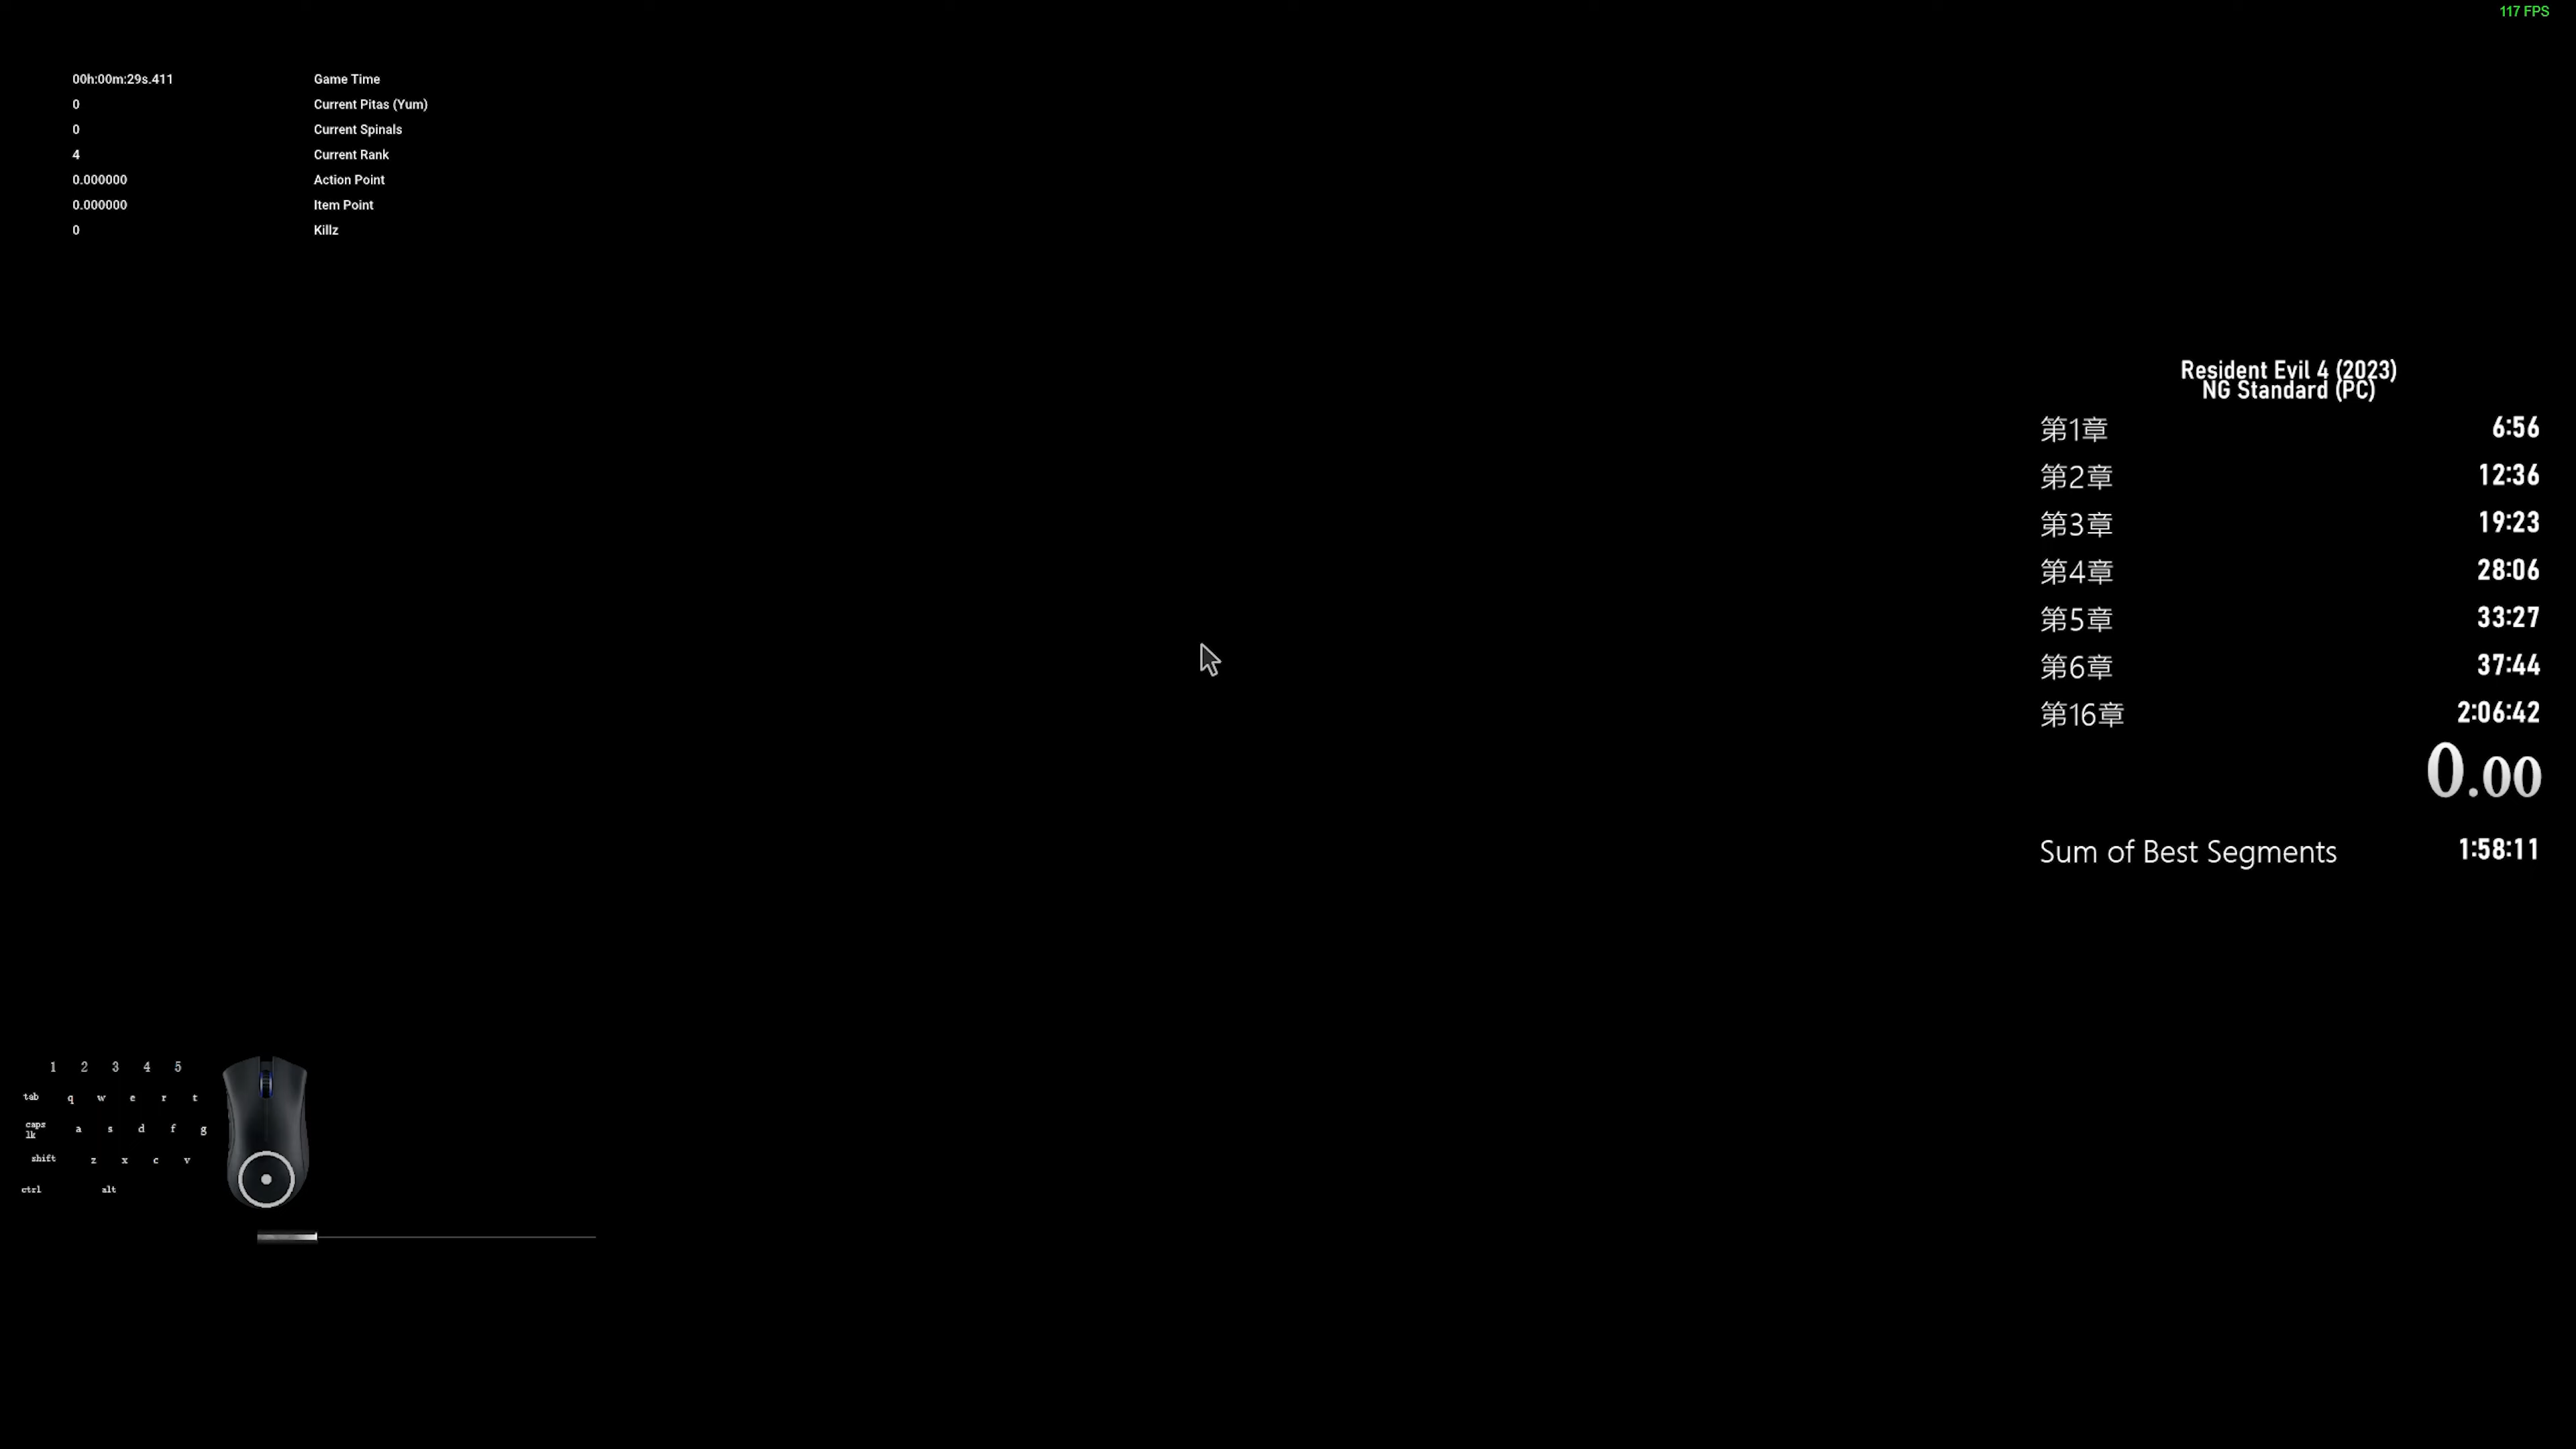 117 FPS
00h:00m:29s.411 Game Time
0 Current Pitas (Yum)
0 Current Spinals
4 Current Rank
0.000000 Action Point
0.000000 Item Point
0 Killz
Resident Evil 4 (2023)
NG Standard (PC)
第1章 6:56
第2章 12:36
第3章 19:23
第4章 28:06
第5章 33:27
第6章 37:44
第16章 2:06:42
0.00
Sum of Best Segments 1:58:11
1 2 3 4 5
tab q w e r t
caps lk a s d f g
shift z x c v
ctrl alt